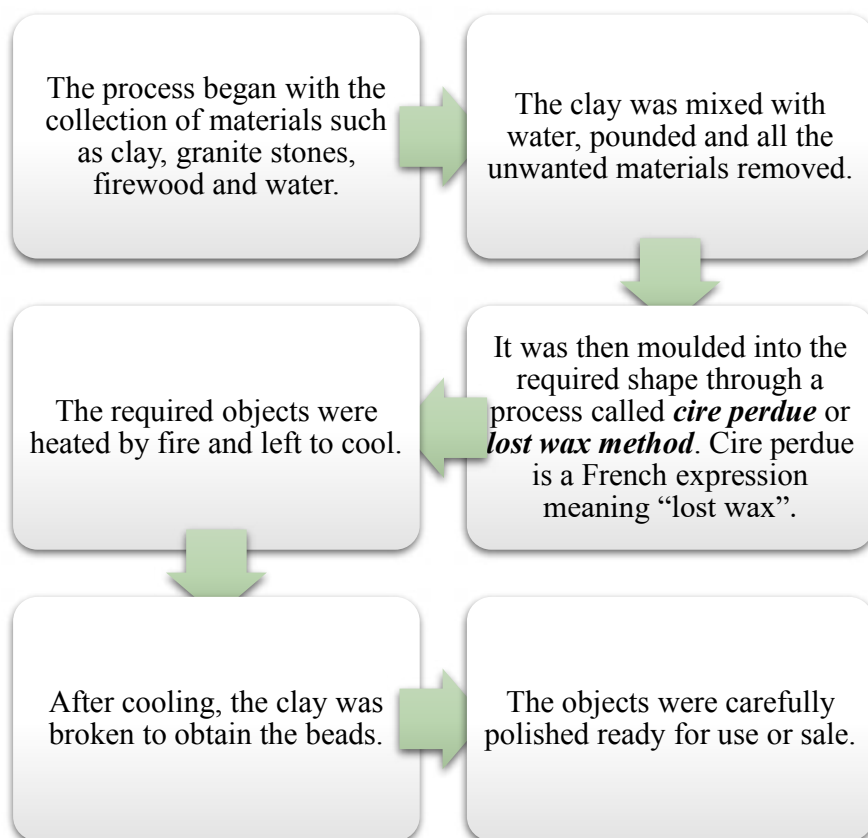 The process began with the
collection of materials such
as clay, granite stones,
firewood and water.
The clay was mixed with
water, pounded and all the
unwanted materials removed.
It was then moulded into the
required shape through a
process called cire perdue or
lost wax method. Cire perdue
is a French expression
meaning “lost wax”.
The required objects were
heated by fire and left to cool.
After cooling, the clay was
broken to obtain the beads.
The objects were carefully
polished ready for use or sale.